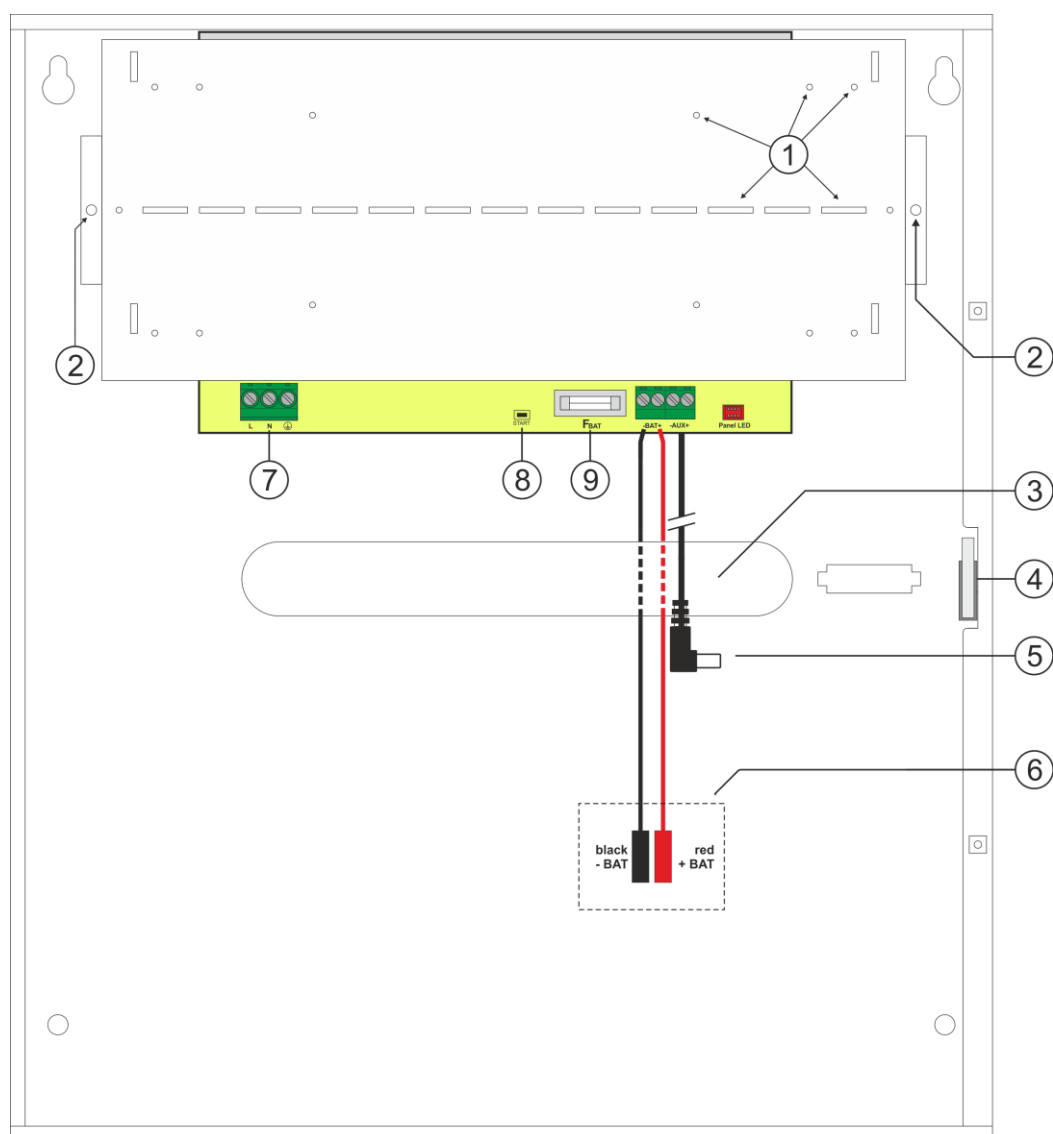 1
2
2
L N
START
FBAT
-BAT+ -AUX+
Panel LED
7
8
9
3
4
5
6
black
- BAT
red
+ BAT